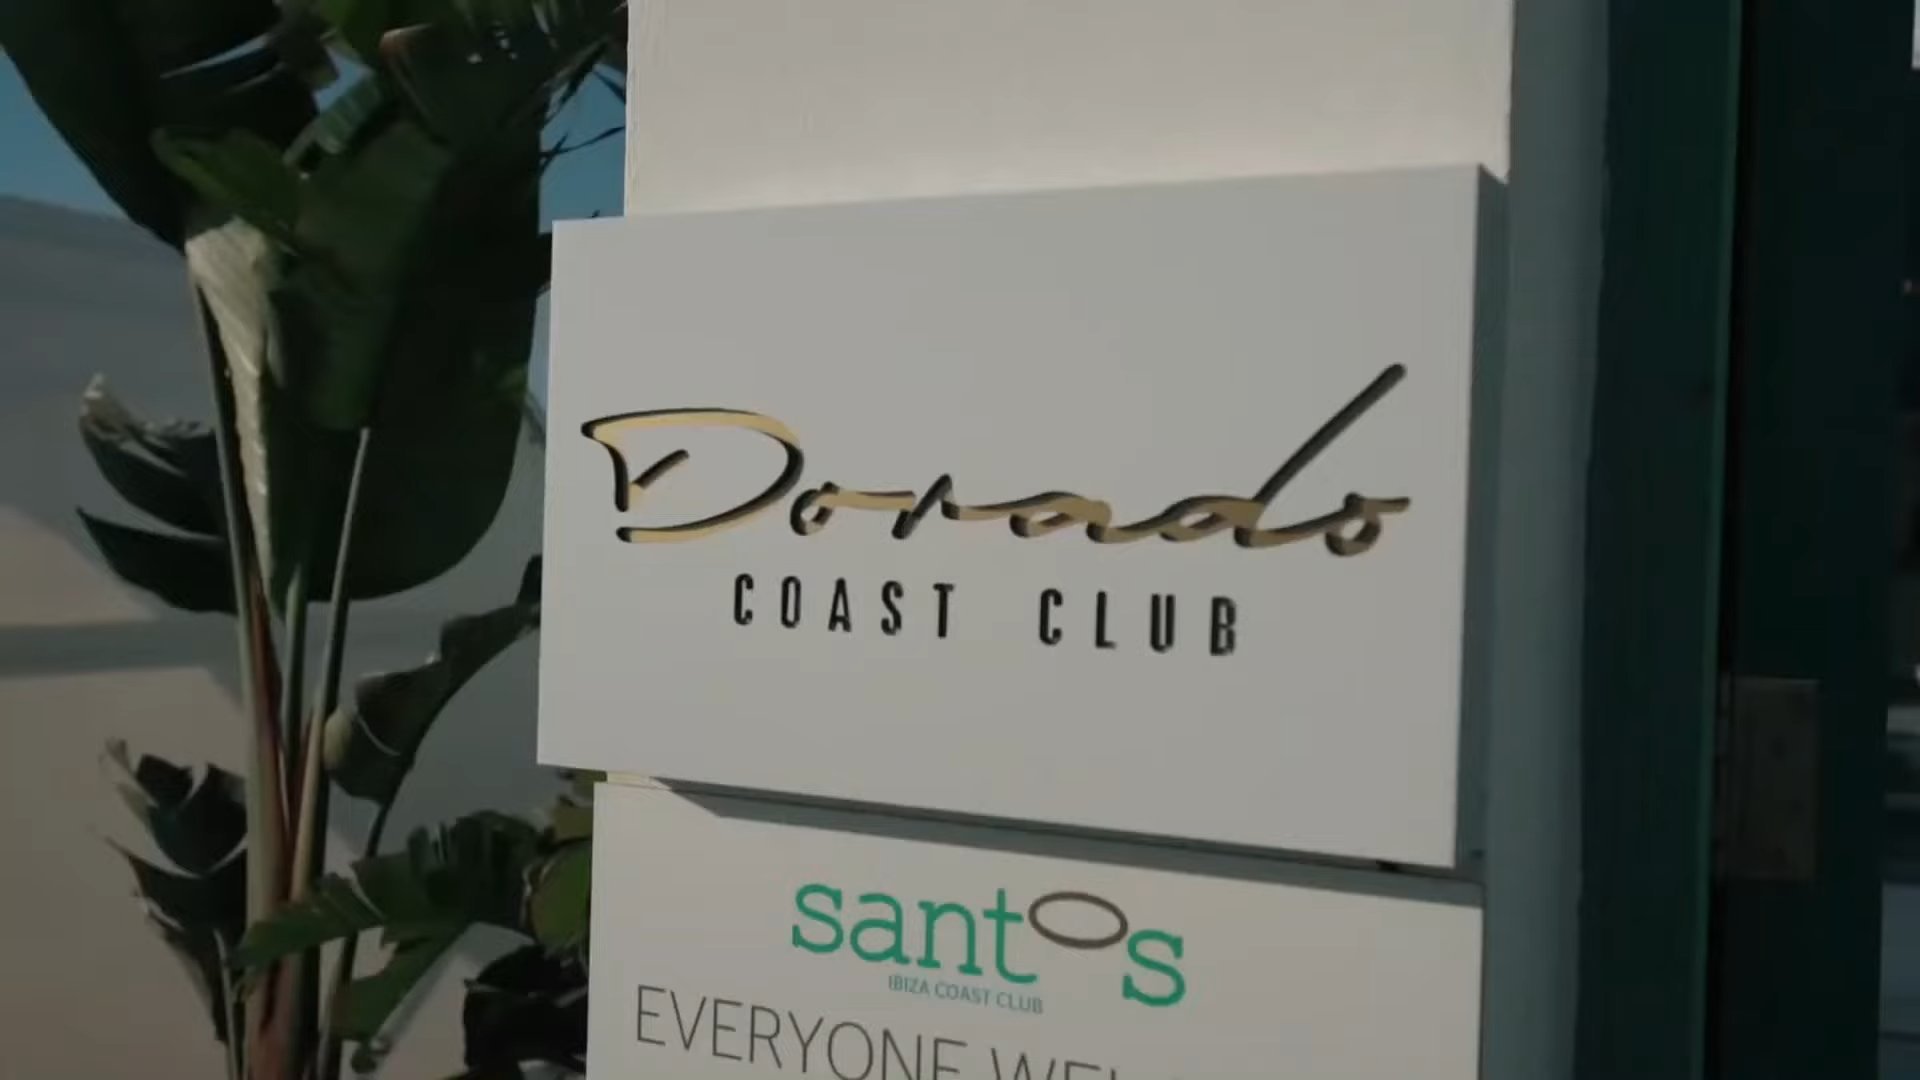 Dorado
COAST CLUB
santos
IBIZA COAST CLUB
EVERYONE